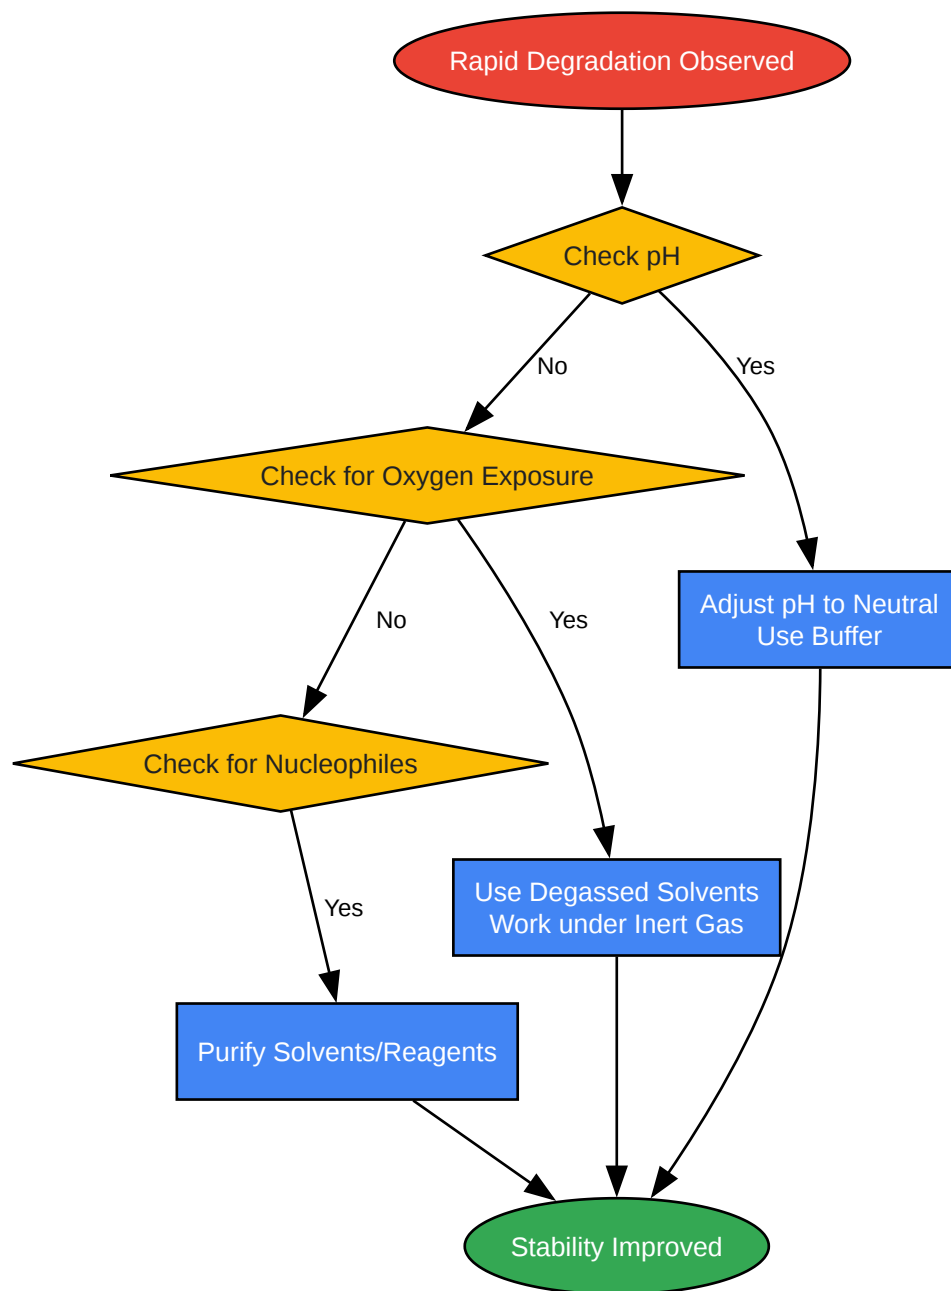 Rapid Degradation Observed
Check pH
No
Yes
Check for Oxygen Exposure
No
Yes
Adjust pH to Neutral
Use Buffer
Check for Nucleophiles
Yes
Use Degassed Solvents
Work under Inert Gas
Purify Solvents/Reagents
Stability Improved